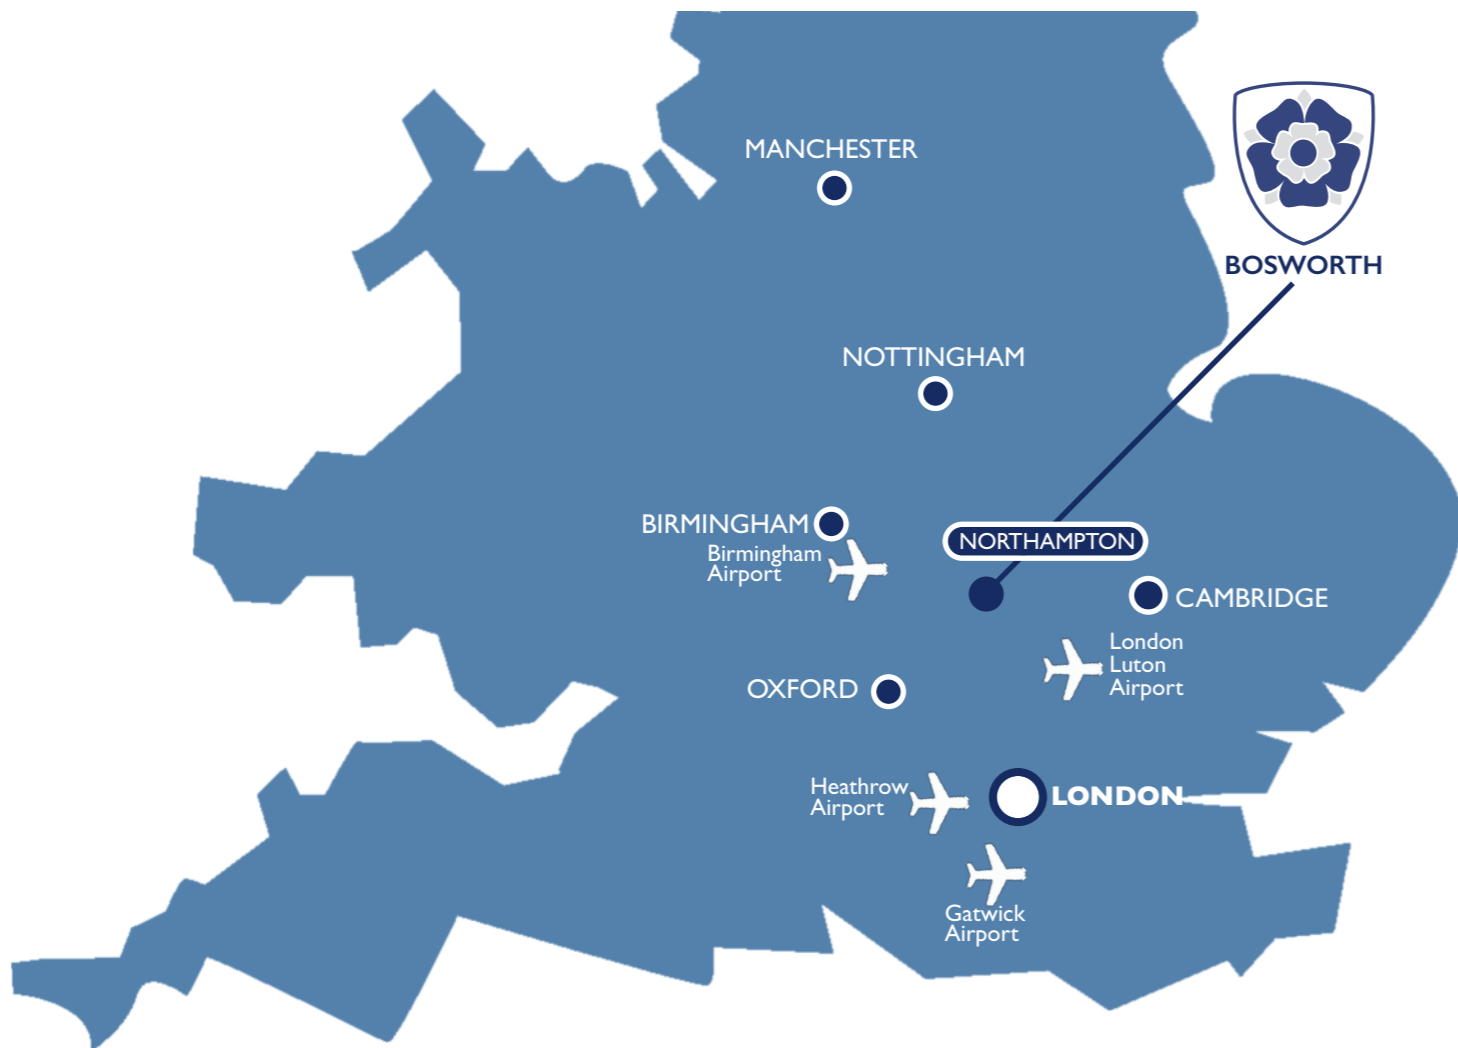 MANCHESTER
BOSWORTH
NOTTINGHAM
BIRMINGHAM
Birmingham
Airport
NORTHAMPTON
CAMBRIDGE
London
Luton
Airport
OXFORD
Heathrow
Airport
LONDON
Gatwick
Airport